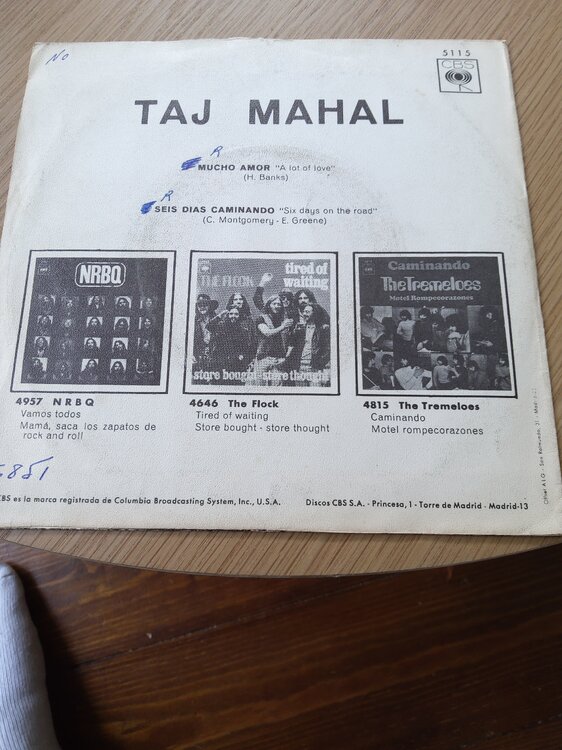 No
5115
CBS
TAJ MAHAL
R
MUCHO AMOR "A lot of love"
(H. Banks)
R
SEIS DIAS CAMINANDO "Six days on the road"
(C. Montgomery - E. Greene)
NRBQ
THE FLOCK
tired of
waiting
store bought-store thought
Caminando
The Tremeloes
Motel Rompecorazones
4957 NRBQ
Vamos todos
Mamá, saca los zapatos de
rock and roll
4646 The Flock
Tired of waiting
Store bought - store thought
4815 The Tremeloes
Caminando
Motel rompecorazones
5851
CBS es la marca registrada de Columbia Broadcasting System, Inc., U.S.A.
Discos CBS S.A. - Princesa, 1 - Torre de Madrid - Madrid-13